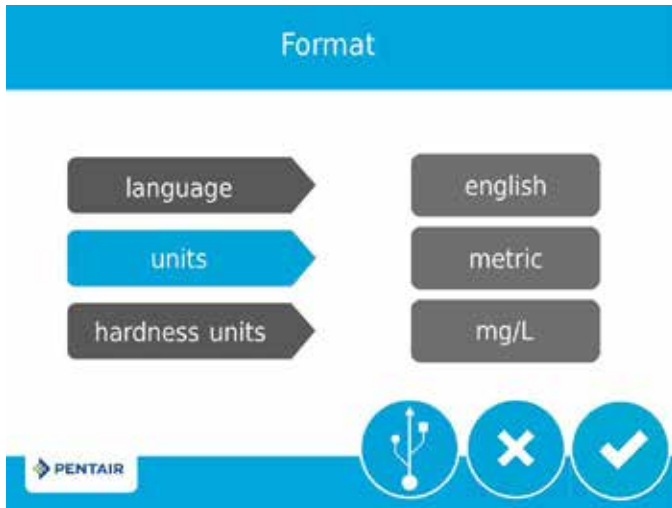 Format
language
english
units
metric
hardness units
mg/L
PENTAIR